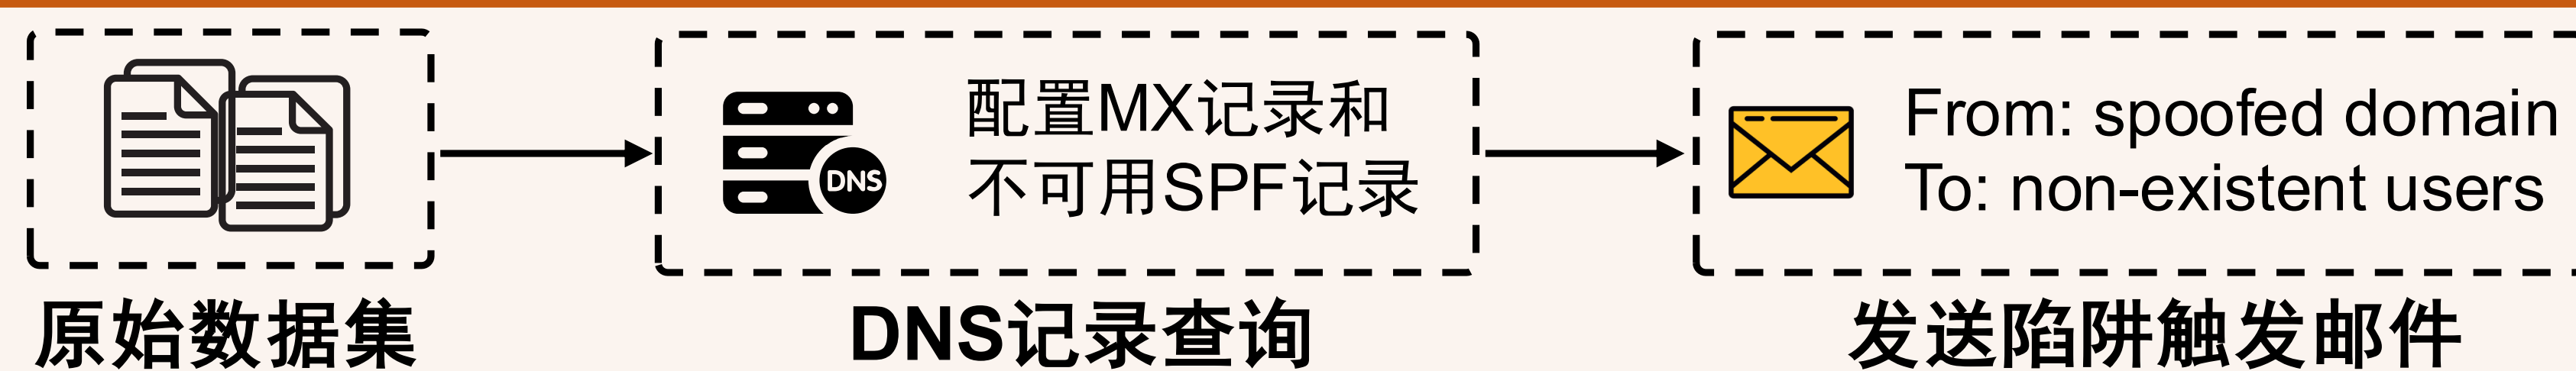 DNS
配置MX记录和
不可用SPF记录
From: spoofed domain
To: non-existent users
原始数据集
DNS记录查询
发送陷阱触发邮件